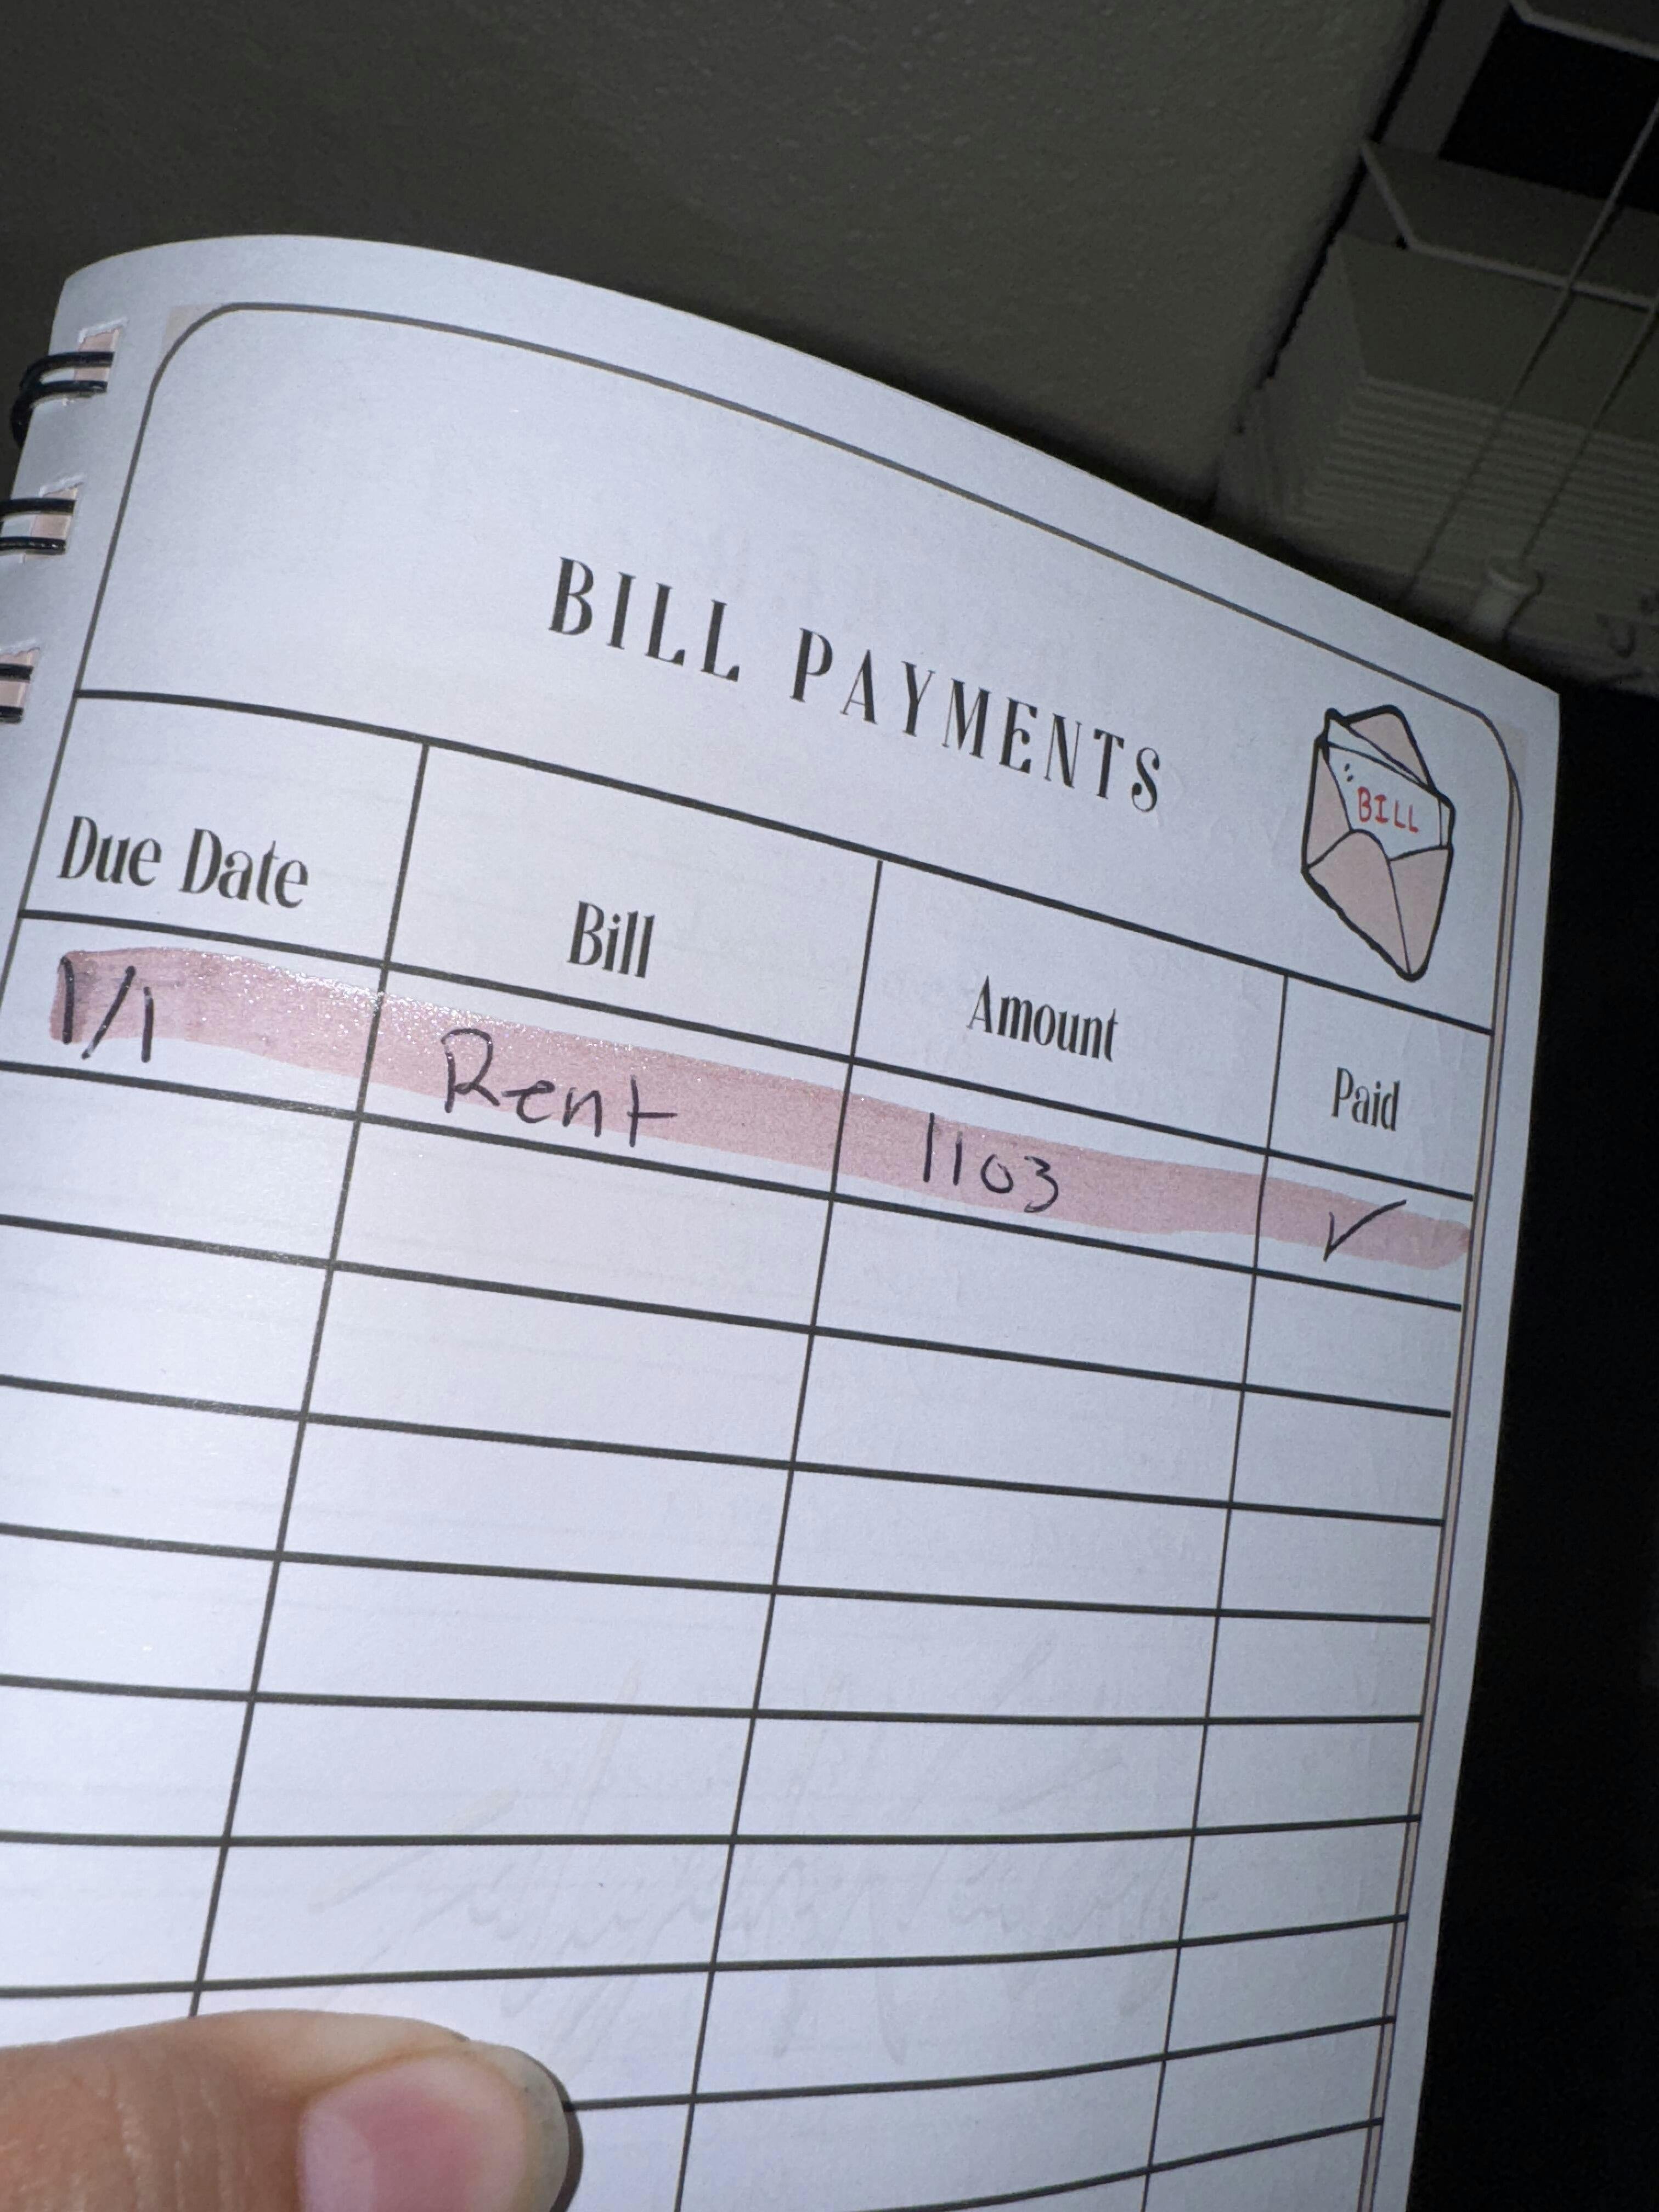 BILL PAYMENTS
BILL
Due Date Bill Amount Paid
1/1 Rent 1103 ✓